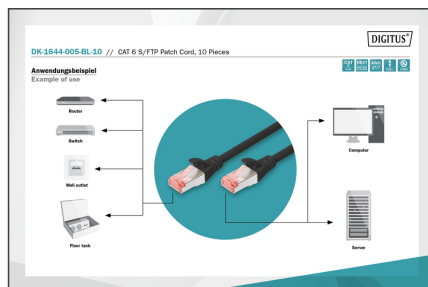 DIGITUS®
DK-1644-005-BL-10 // CAT 6 S/FTP Patch Cord, 10 Pieces
Anwendungsbeispiel
Example of use
Router
Switch
Wall outlet
Floor tank
Computer
Server